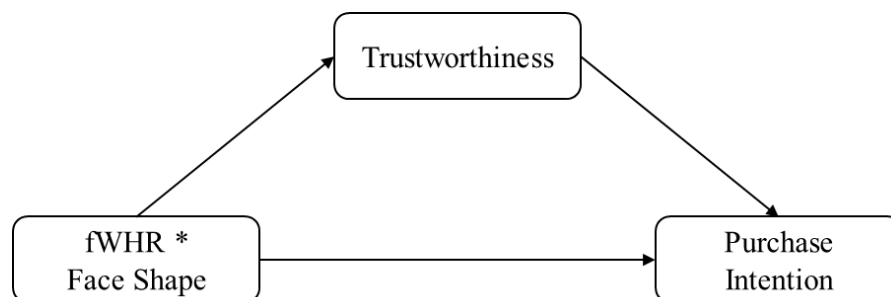 Trustworthiness
fWHR *
Face Shape
Purchase
Intention